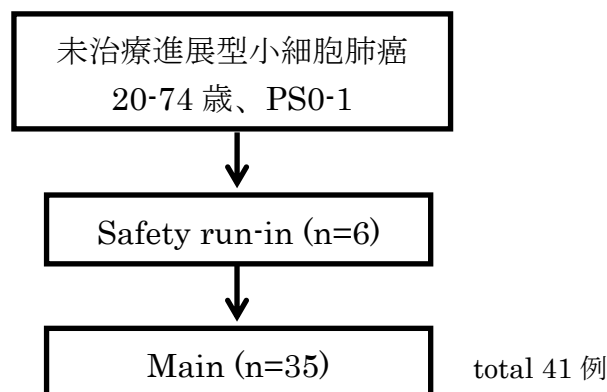 未治療進展型小細胞肺癌
20-74 歳、PS0-1
Safety run-in (n=6)
Main (n=35)
total 41 例